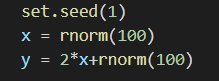 set.seed(1)
x = rnorm(100)
y = 2*x+rnorm(100)